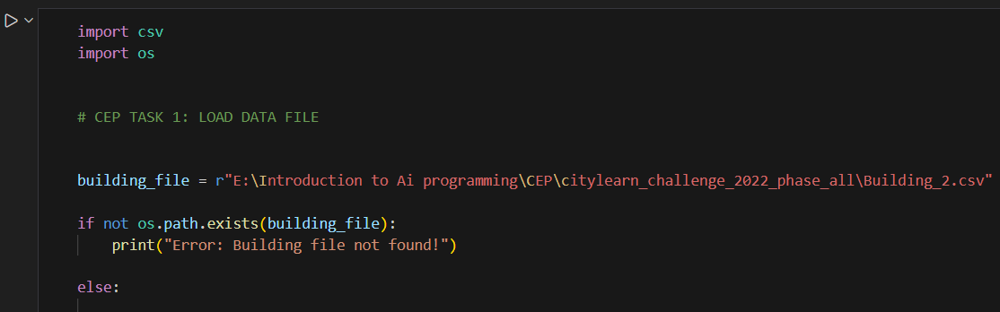 import csv
import os
# CEP TASK 1: LOAD DATA FILE
building_file = r"E:\Introduction to Ai programming\CEP\citylearn_challenge_2022_phase_all\Building_2.csv"
if not os.path.exists(building_file):
    print("Error: Building file not found!")
else: